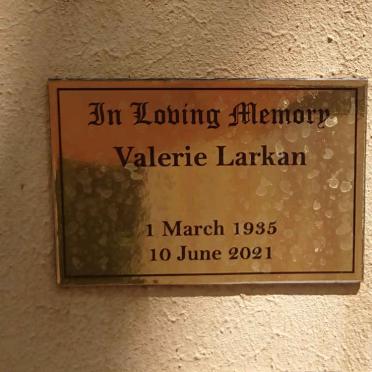 In Loving Memory
Valerie Larkan
1 March 1935
10 June 2021